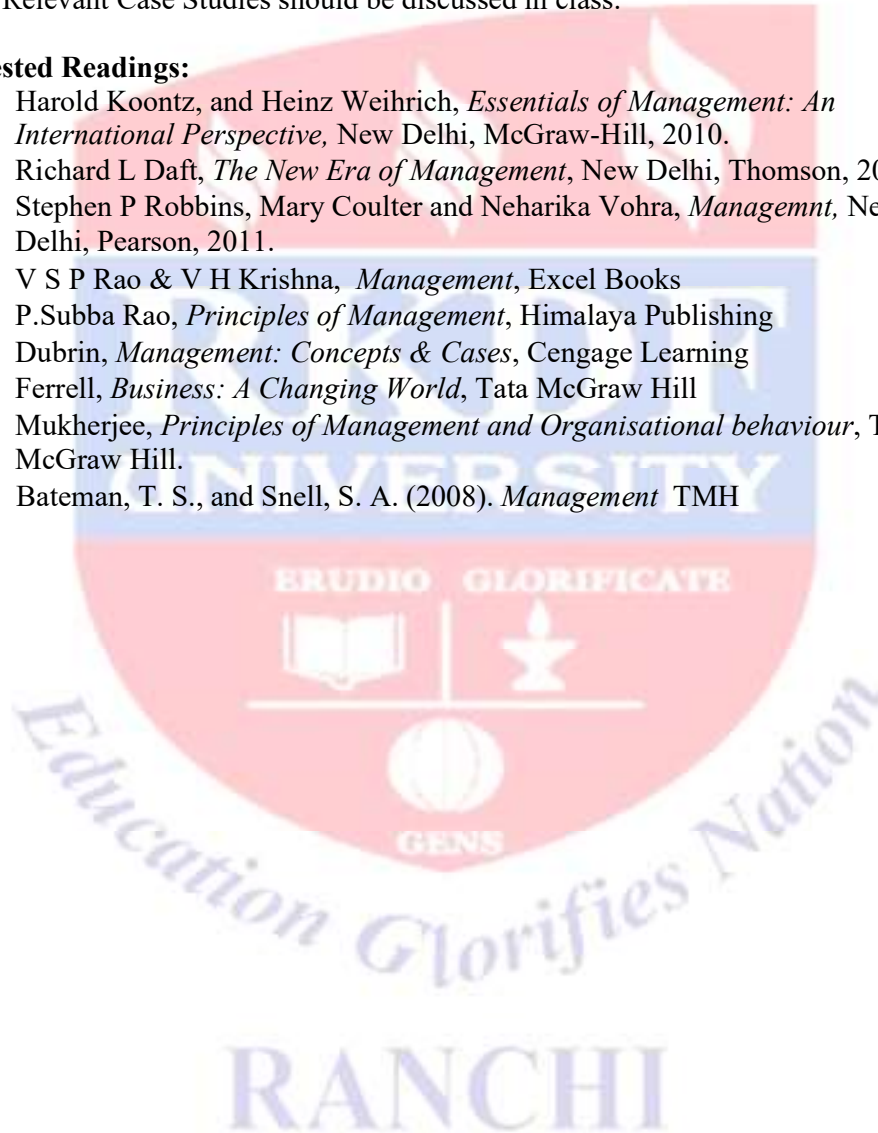 Relevant Case Studies should be discussed in class.
ested Readings:
Harold Koontz, and Heinz Weihrich, Essentials of Management: An
International Perspective, New Delhi, McGraw-Hill, 2010.
Richard L Daft, The New Era of Management, New Delhi, Thomson, 20
Stephen P Robbins, Mary Coulter and Neharika Vohra, Managemnt, Ne
Delhi, Pearson, 2011.
V S P Rao & V H Krishna, Management, Excel Books
P.Subba Rao, Principles of Management, Himalaya Publishing
Dubrin, Management: Concepts & Cases, Cengage Learning
Ferrell, Business: A Changing World, Tata McGraw Hill
Mukherjee, Principles of Management and Organisational behaviour, T
McGraw Hill.
Bateman, T. S., and Snell, S. A. (2008). Management TMH
RKDF
UNIVERSITY
ERUDIO GLORIFICATE
GENS
Education Glorifies Nation
RANCHI